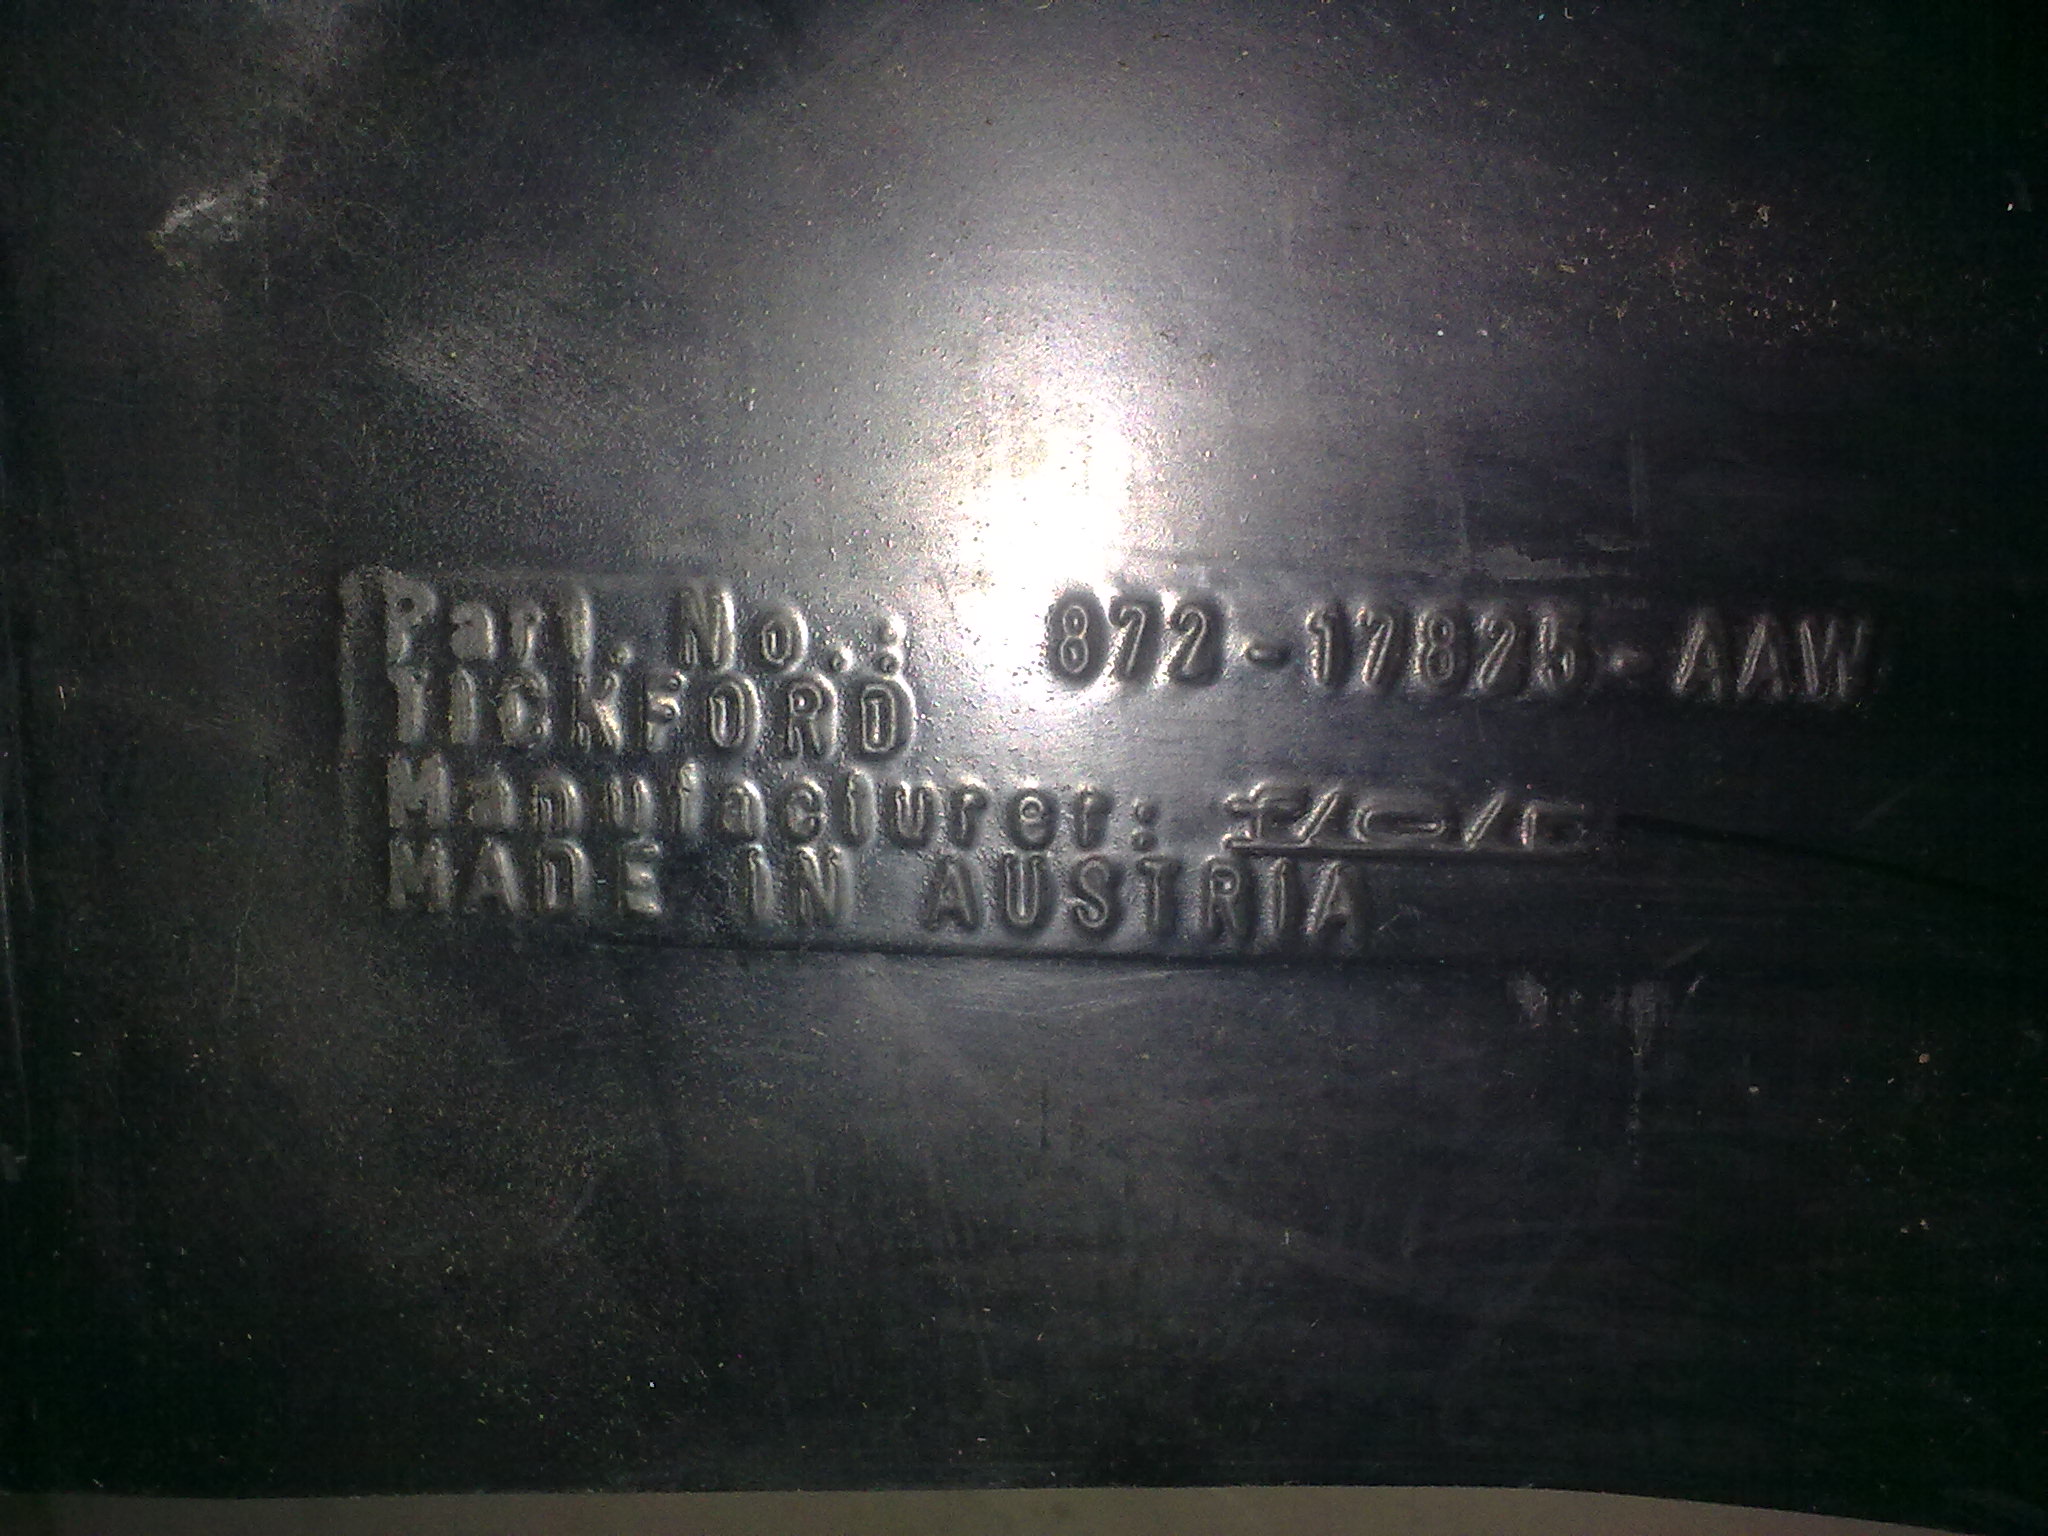 Part. No.: 872-17825-AAW
TICKFORD
Manufacturer:
MADE IN AUSTRIA